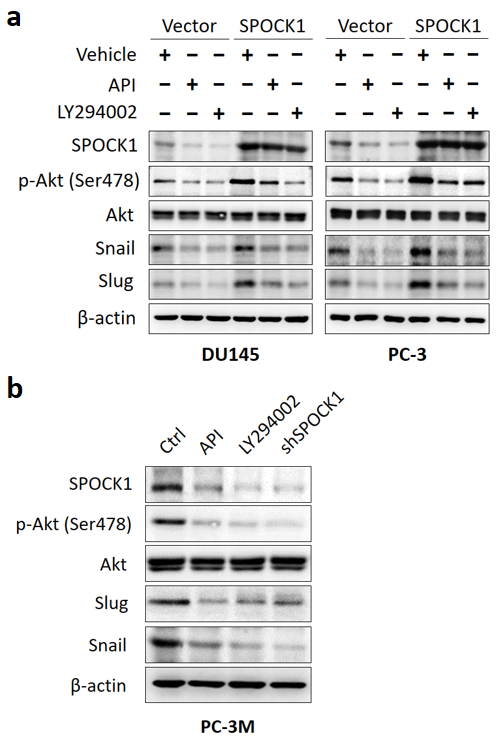 a
Vector SPOCK1 Vector SPOCK1
Vehicle + – – + – – + – – + – –
API – + – – + – – + – – + –
LY294002 – – + – – + – – + – – +
SPOCK1
p-Akt (Ser478)
Akt
Snail
Slug
β-actin
DU145 PC-3
b
Ctrl API LY294002 shSPOCK1
SPOCK1
p-Akt (Ser478)
Akt
Slug
Snail
β-actin
PC-3M